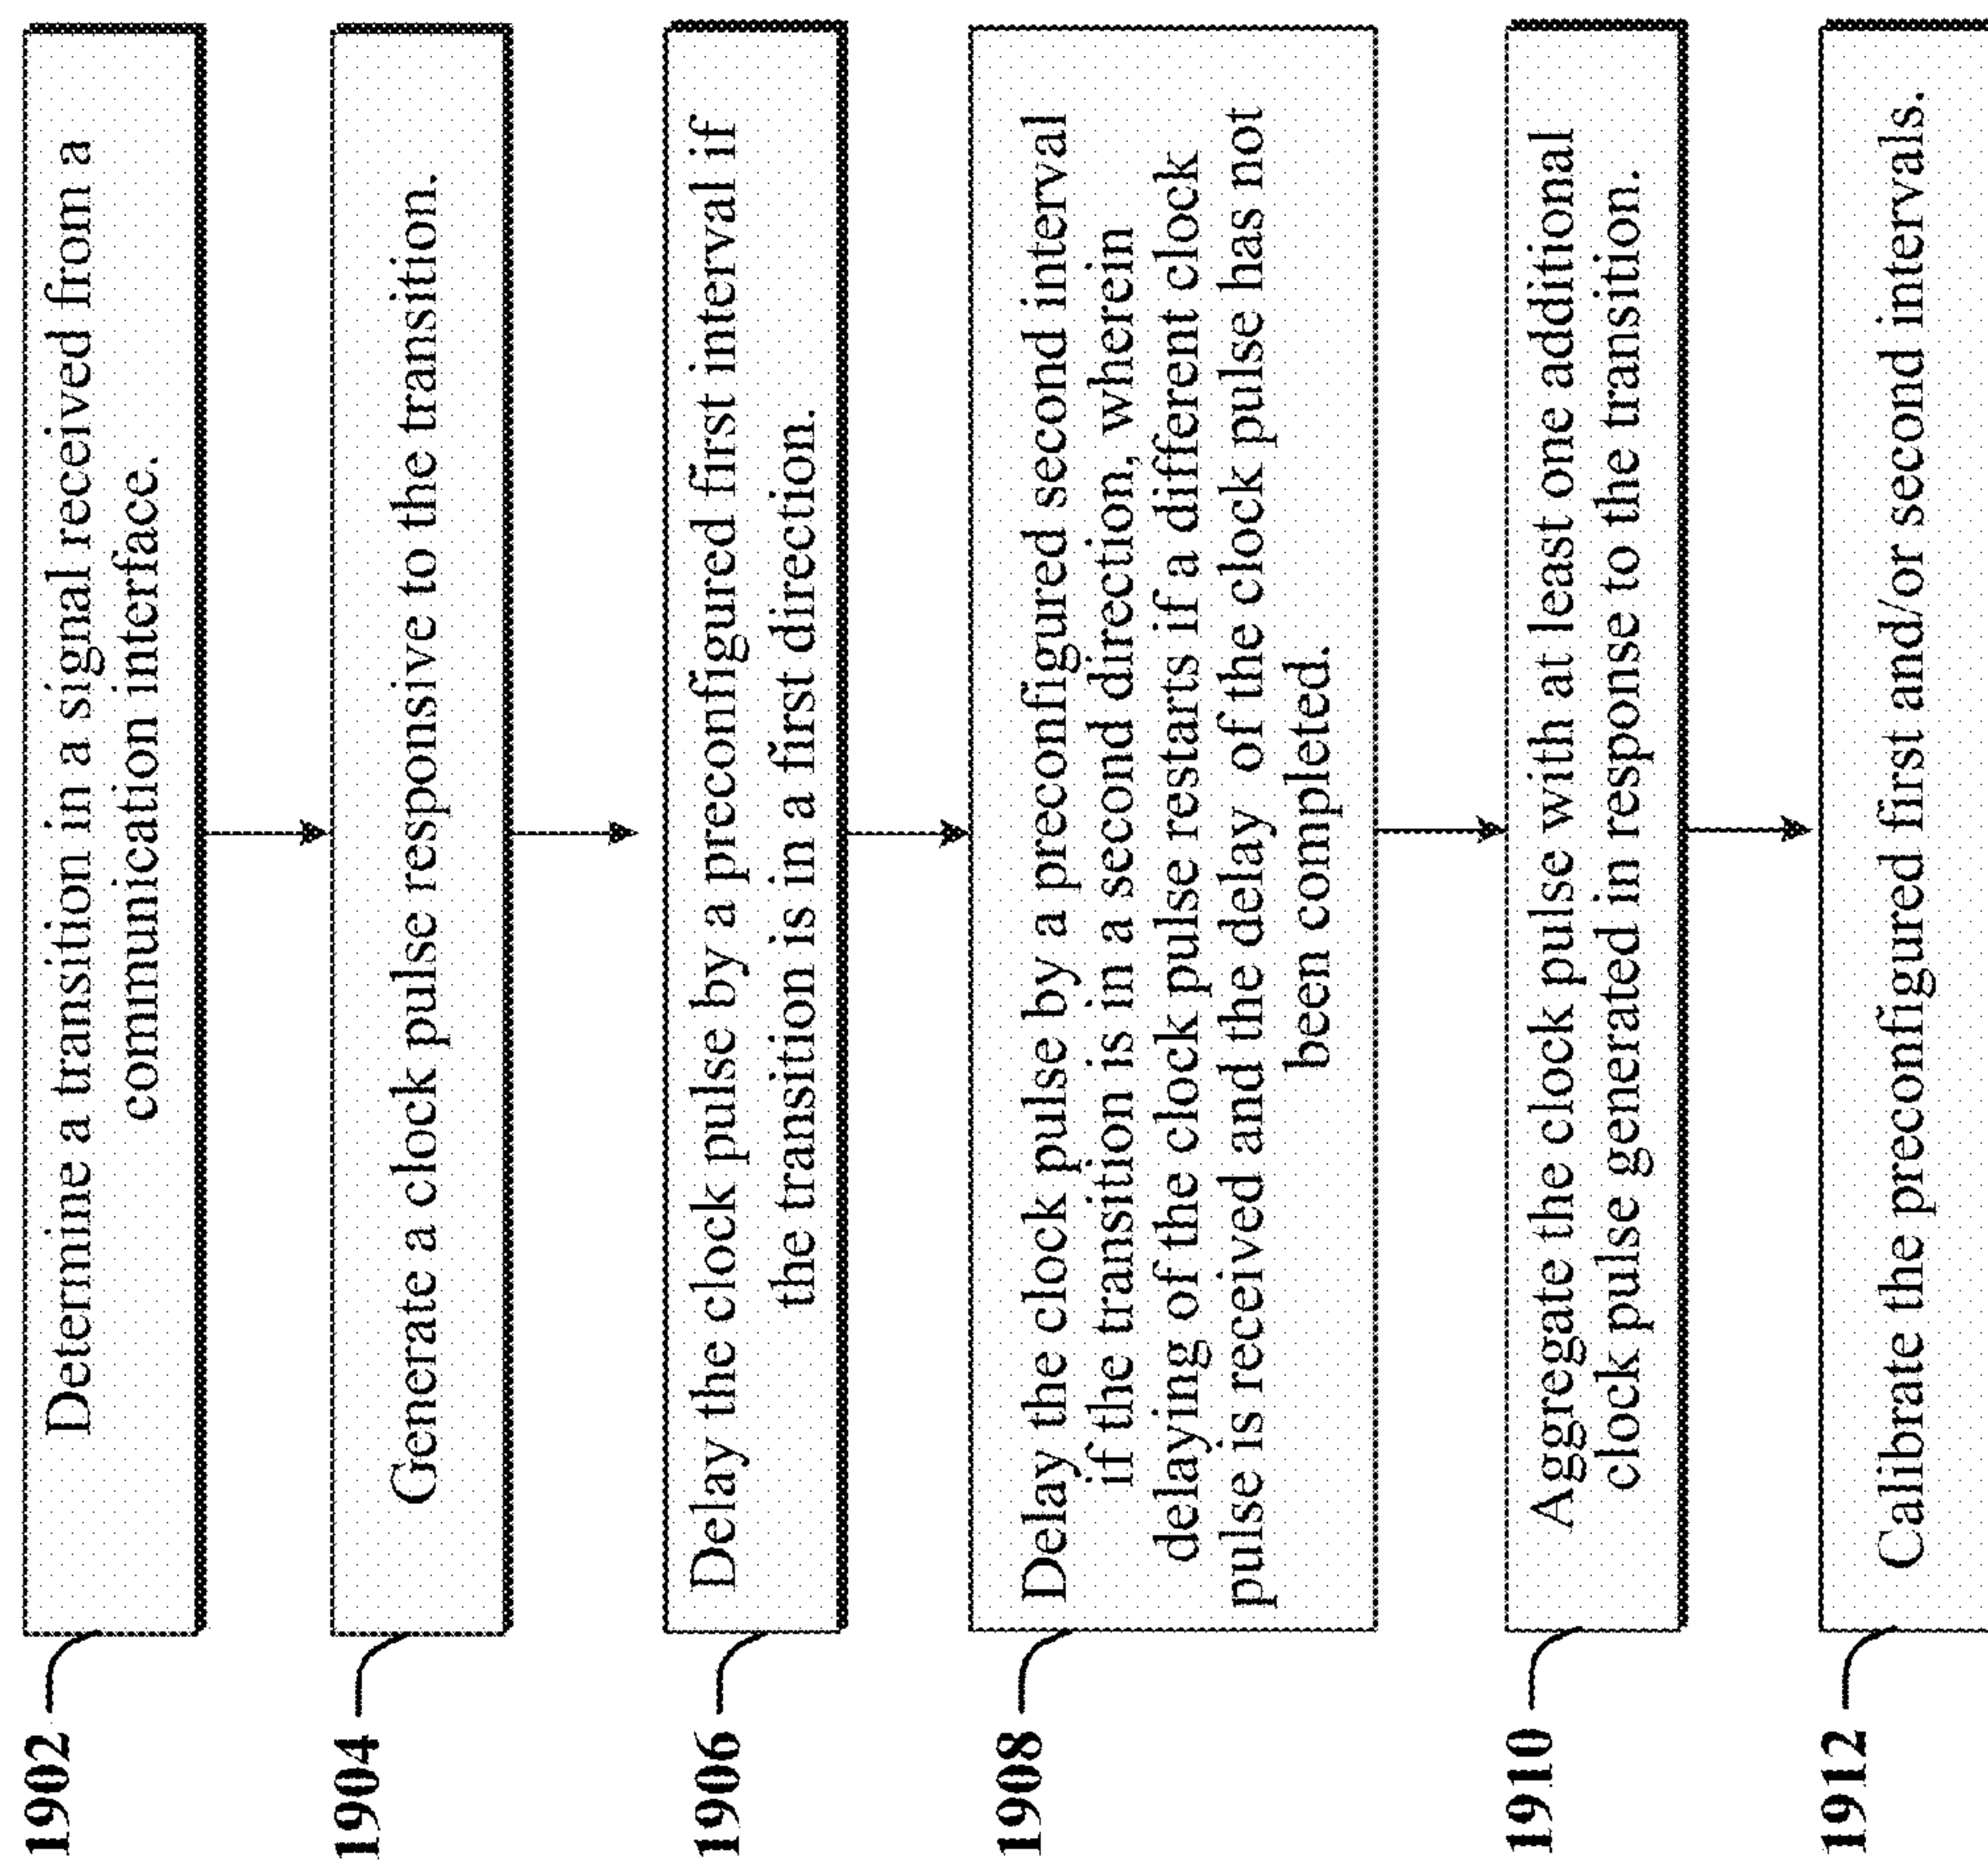 1902
Determine a transition in a signal received from a
communication interface.
1904
Generate a clock pulse responsive to the transition.
1906
Delay the clock pulse by a preconfigured first interval if
the transition is in a first direction.
1908
Delay the clock pulse by a preconfigured second interval
if the transition is in a second direction, wherein
delaying of the clock pulse restarts if a different clock
pulse is received and the delay of the clock pulse has not
been completed.
1910
Aggregate the clock pulse with at least one additional
clock pulse generated in response to the transition.
1912
Calibrate the preconfigured first and/or second intervals.